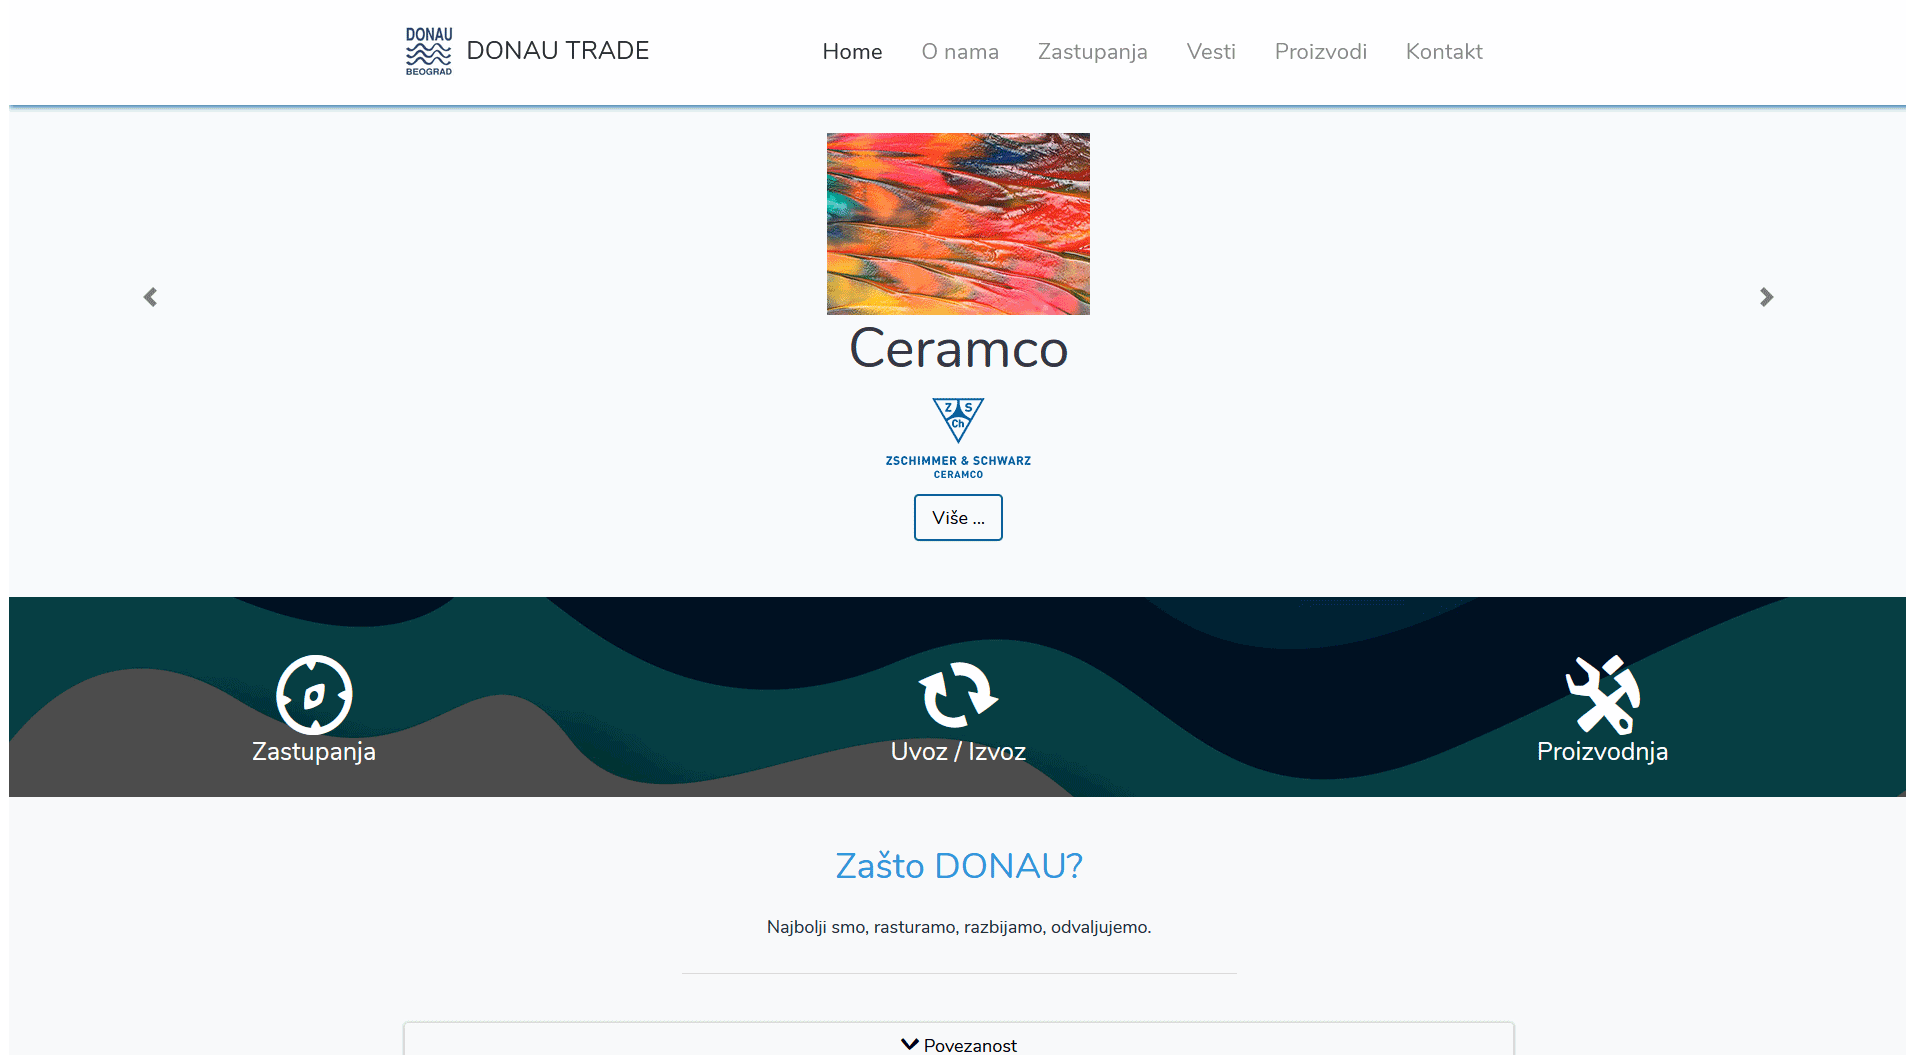 DONAU
BEOGRAD
DONAU TRADE
Home O nama Zastupanja Vesti Proizvodi Kontakt
Ceramco
Z S
Ch
ZSCHIMMER & SCHWARZ
CERAMCO
Više ...
Zastupanja Uvoz / Izvoz Proizvodnja
Zašto DONAU?
Najbolji smo, rasturamo, razbijamo, odvaljujemo.
Povezanost